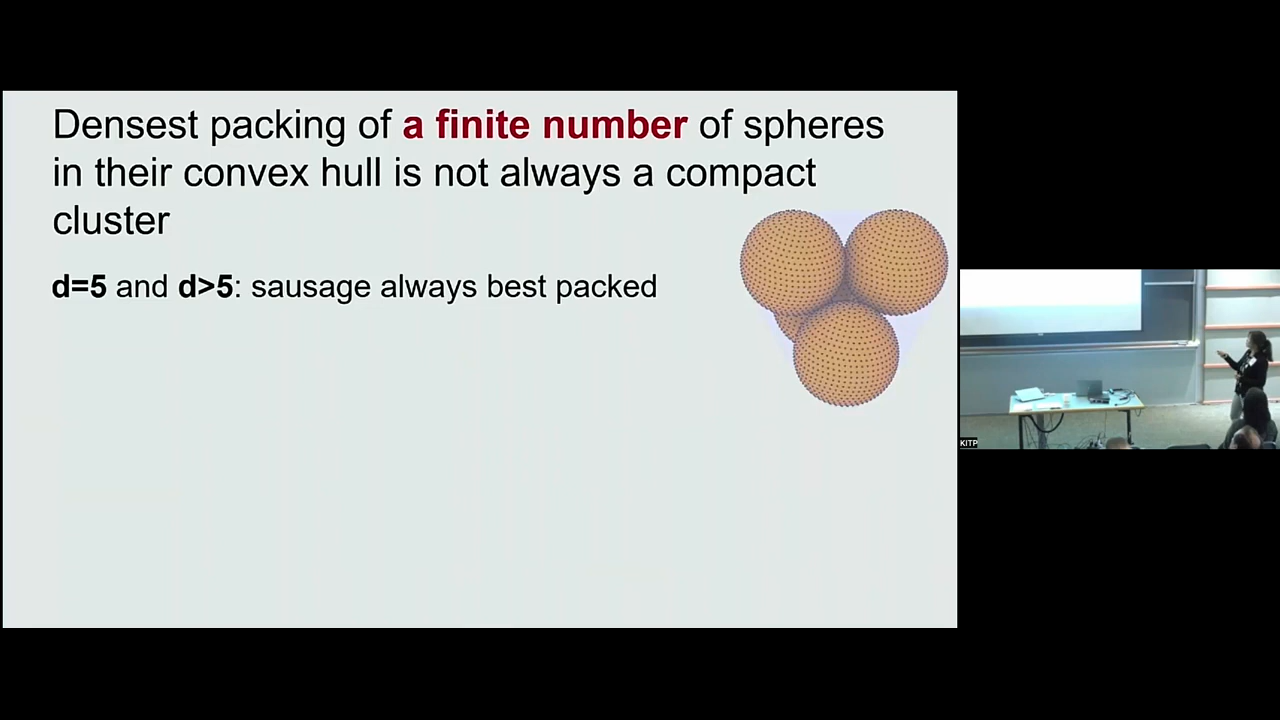 Densest packing of a finite number of spheres
in their convex hull is not always a compact
cluster
d=5 and d>5: sausage always best packed
KITP